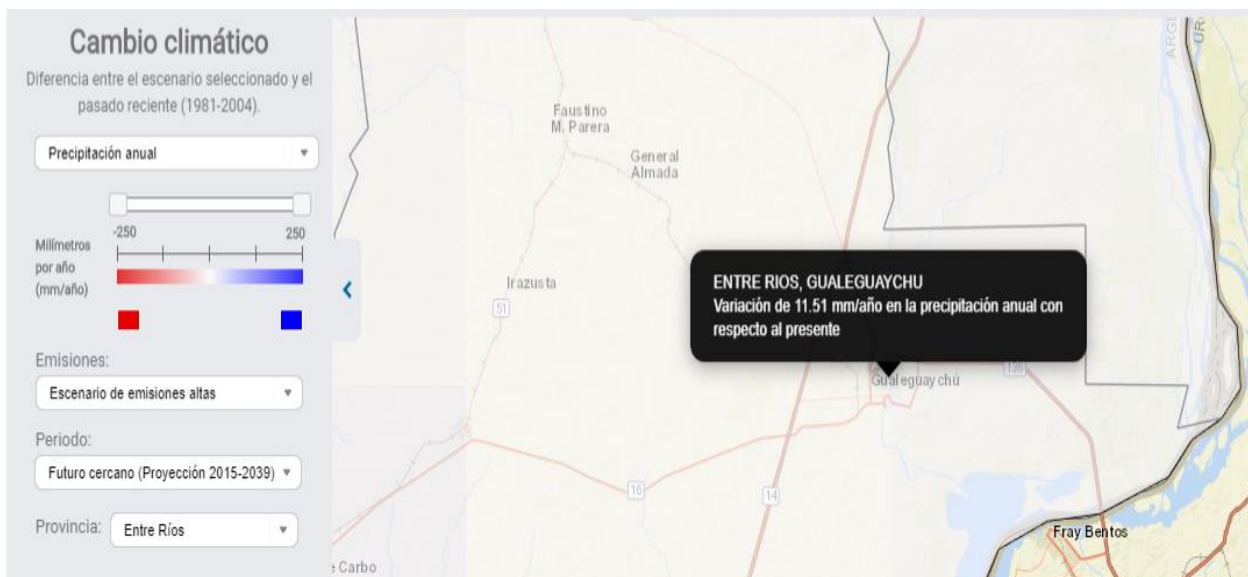 Cambio climático
Diferencia entre el escenario seleccionado y el
pasado reciente (1981-2004).
Precipitación anual
-250
250
Milímetros
por año
(mm/año)
Emisiones:
Escenario de emisiones altas
Periodo:
Futuro cercano (Proyección 2015-2039)
Provincia:
Entre Ríos
Faustino
M. Parera
General
Almada
Irazusta
51
ENTRE RIOS, GUALEGUAYCHU
Variación de 11.51 mm/año en la precipitación anual con
respecto al presente
Gualeguaychú
136
16
14
Fray Bentos
e Carbo
ARGE
URU